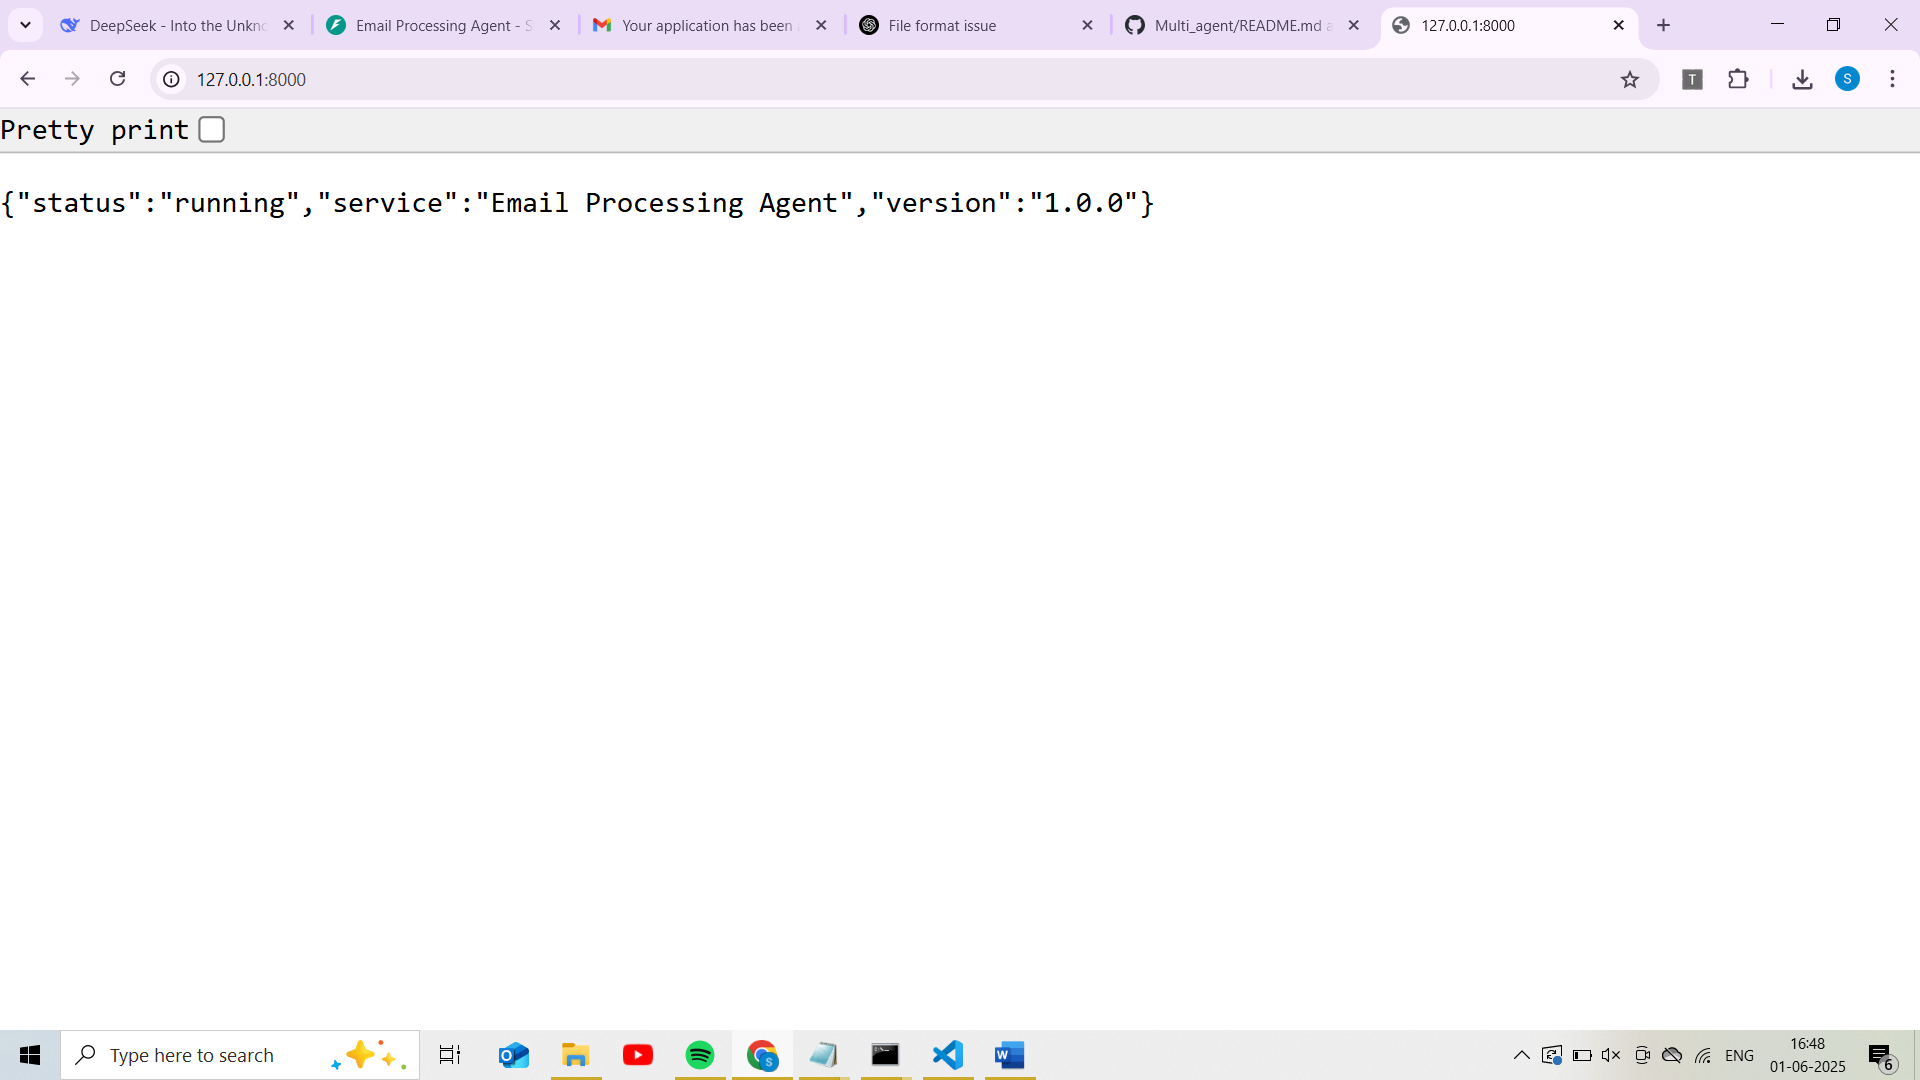 DeepSeek - Into the Unkno
Email Processing Agent - S
Your application has been
File format issue
Multi_agent/README.md a
127.0.0.1:8000
127.0.0.1:8000
T
S
Pretty print
{"status":"running","service":"Email Processing Agent","version":"1.0.0"}
Type here to search
ENG
16:48
01-06-2025
6